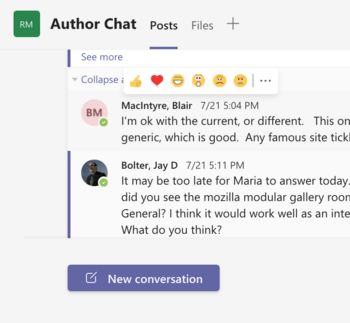 RM Author Chat Posts Files
See more
Collapse a
BM MacIntyre, Blair 7/21 5:04 PM
I'm ok with the current, or different. This on
generic, which is good. Any famous site tickl
Bolter, Jay D 7/21 5:11 PM
It may be too late for Maria to answer today.
did you see the mozilla modular gallery room
General? I think it would work well as an inte
What do you think?
New conversation